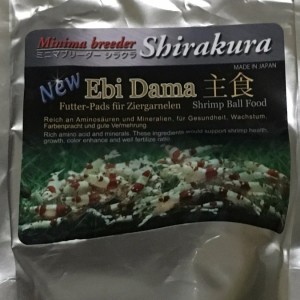 Minima breeder Shirakura
ミニマブリーダー シラクラ
MADE IN JAPAN
New Ebi Dama 主食
Futter-Pads für Ziergarnelen Shrimp Ball Food
Reich an Aminosäuren und Mineralien, für Gesundheit, Wachstum,
Farbenpracht und gute Vermehrung
Rich amino acid and minerals. These ingredients would support shrimp health,
growth, color enhance and well fertilize ratio.